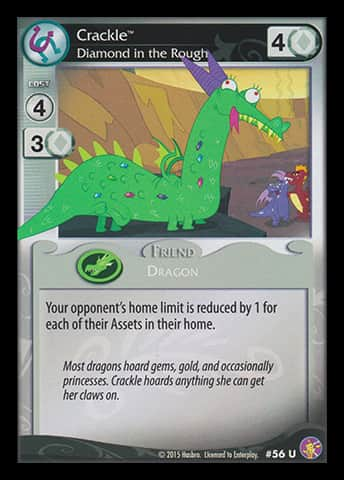 Crackle™
Diamond in the Rough
4
COST
4
3
FRIEND
DRAGON
Your opponent's home limit is reduced by 1 for
each of their Assets in their home.
Most dragons hoard gems, gold, and occasionally
princesses. Crackle hoards anything she can get
her claws on.
© 2015 Hasbro. Licensed to Enterplay. #56 U